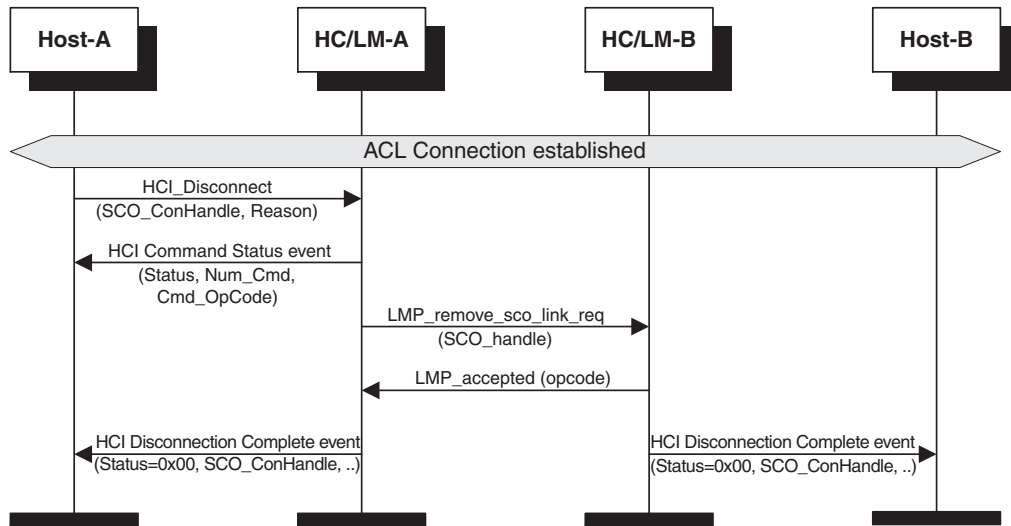 Host-A
HC/LM-A
HC/LM-B
Host-B
ACL Connection established
HCI_Disconnect
(SCO_ConHandle, Reason)
HCI Command Status event
(Status, Num_Cmd,
Cmd_OpCode)
LMP_remove_sco_link_req
(SCO_handle)
LMP_accepted (opcode)
HCI Disconnection Complete event
(Status=0x00, SCO_ConHandle, ..)
HCI Disconnection Complete event
(Status=0x00, SCO_ConHandle, ..)